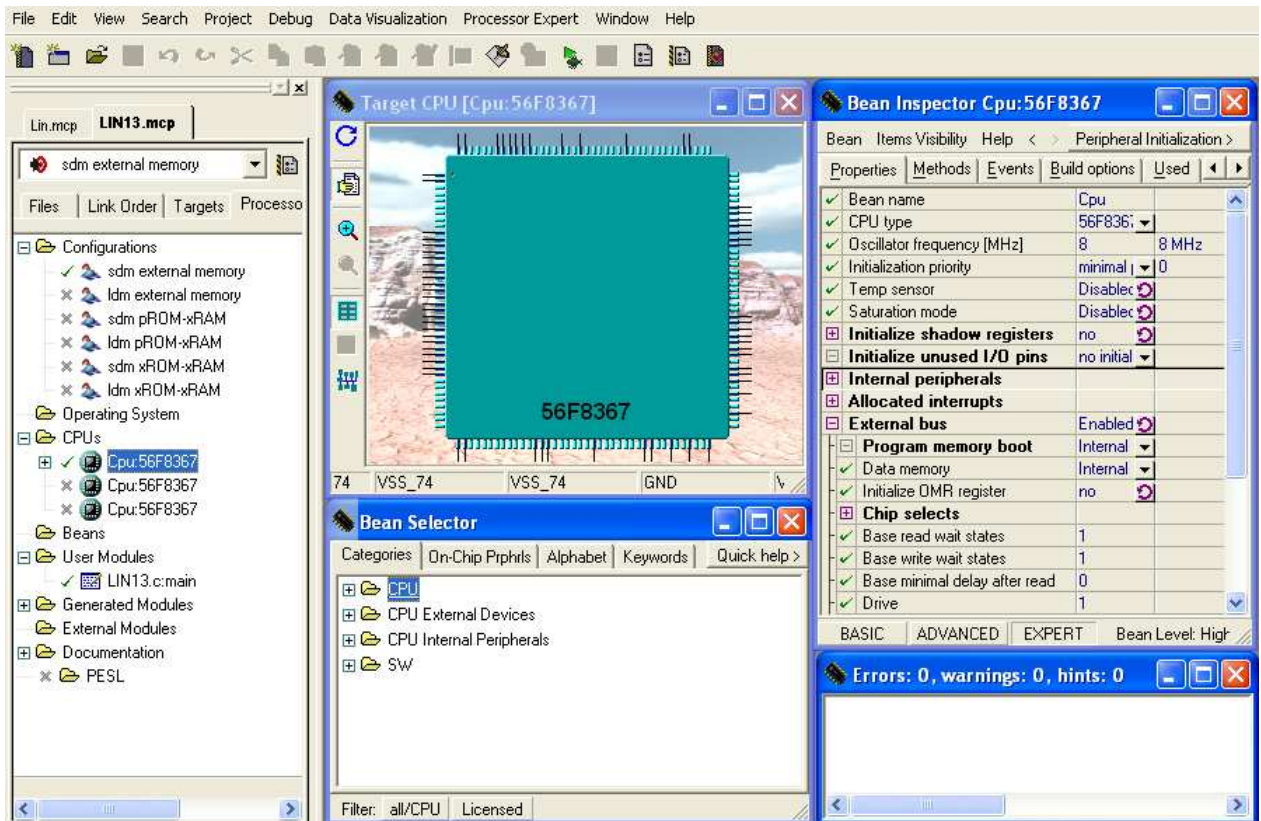 File Edit View Search Project Debug Data Visualization Processor Expert Window Help
Lin.mcp LIN13.mcp
sdm external memory
Files Link Order Targets Processo
Configurations
sdm external memory
ldm external memory
sdm pROM-xRAM
ldm pROM-xRAM
sdm xROM-xRAM
ldm xROM-xRAM
Operating System
CPUs
Cpu:56F8367
Cpu:56F8367
Cpu:56F8367
Beans
User Modules
LIN13.c:main
Generated Modules
External Modules
Documentation
PESL
Target CPU [Cpu:56F8367]
56F8367
74 VSS_74 VSS_74 GND
Bean Selector
Categories On-Chip Prphrls Alphabet Keywords Quick help >
CPU
CPU External Devices
CPU Internal Peripherals
SW
Filter: all/CPU Licensed
Bean Inspector Cpu:56F8367
Bean Items Visibility Help < > Peripheral Initialization >
Properties Methods Events Build options Used
Bean name Cpu
CPU type 56F836
Oscillator frequency [MHz] 8 8 MHz
Initialization priority minimal 0
Temp sensor Disablec
Saturation mode Disablec
Initialize shadow registers no
Initialize unused I/O pins no initial
Internal peripherals
Allocated interrupts
External bus Enabled
Program memory boot Internal
Data memory Internal
Initialize OMR register no
Chip selects
Base read wait states 1
Base write wait states 1
Base minimal delay after read 0
Drive 1
BASIC ADVANCED EXPERT Bean Level: High
Errors: 0, warnings: 0, hints: 0